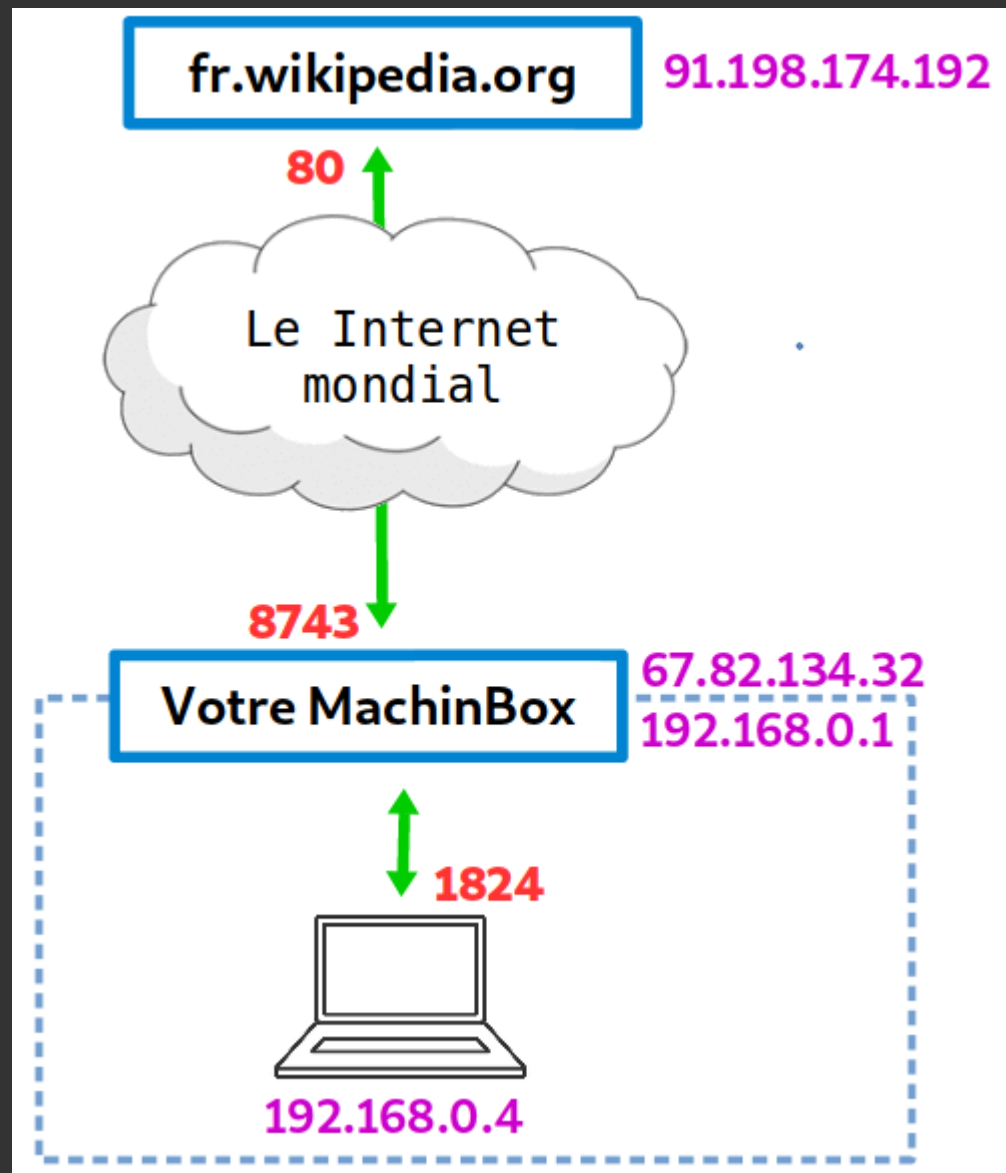 fr.wikipedia.org
91.198.174.192
80
Le Internet
mondial
8743
Votre MachinBox
67.82.134.32
192.168.0.1
1824
192.168.0.4